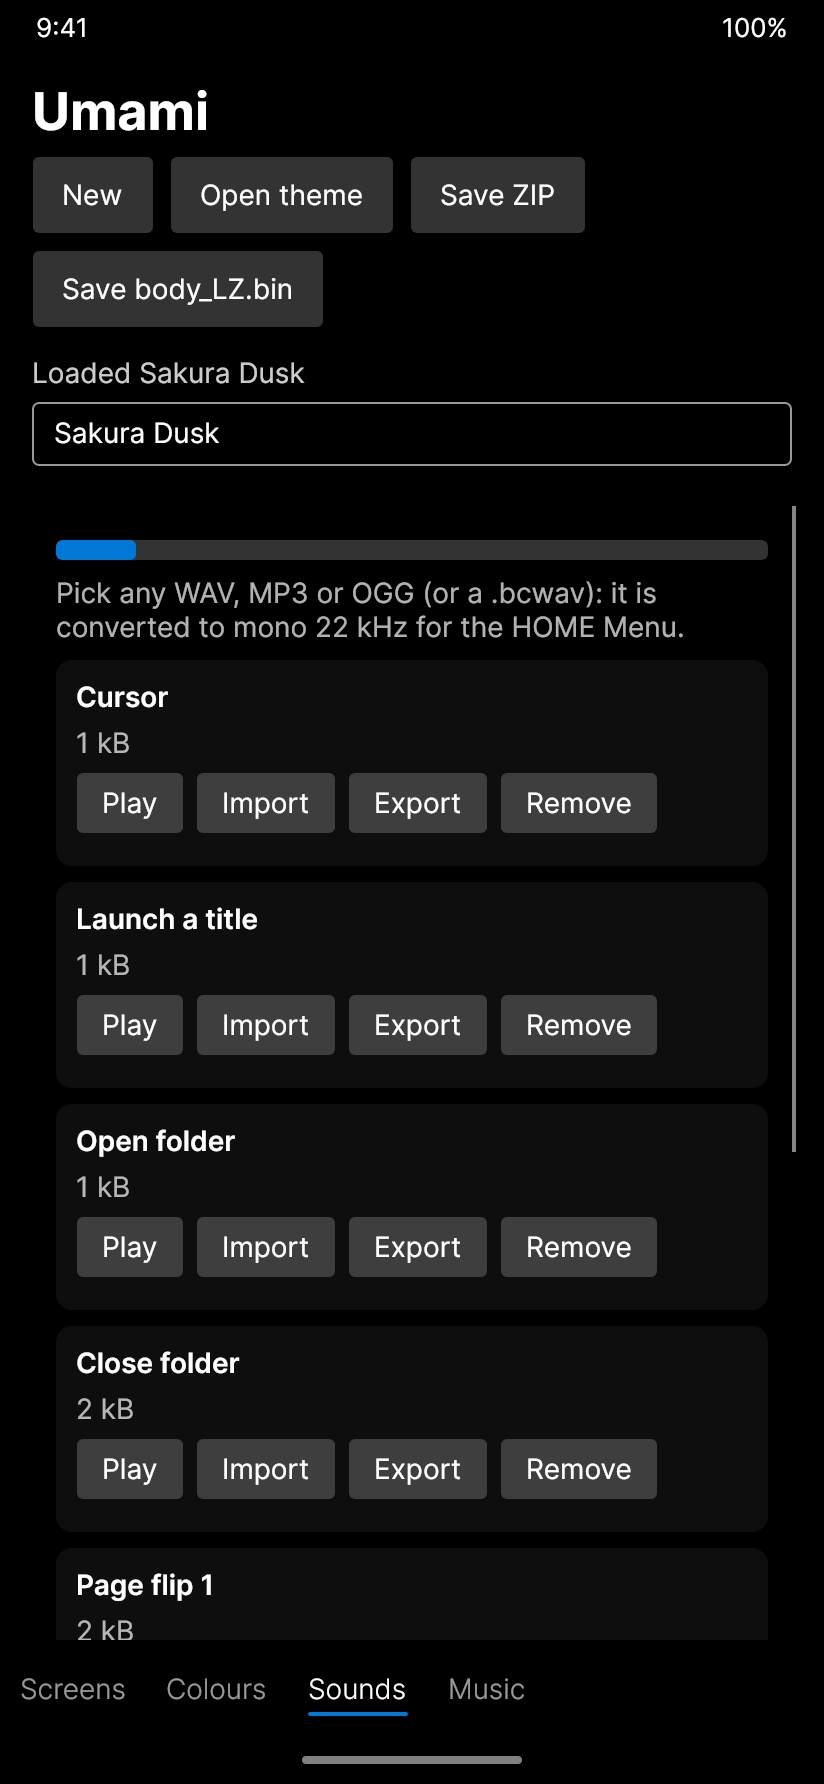 9:41
100%
Umami
New
Open theme
Save ZIP
Save body_LZ.bin
Loaded Sakura Dusk
Sakura Dusk
Pick any WAV, MP3 or OGG (or a .bcwav): it is
converted to mono 22 kHz for the HOME Menu.
Cursor
1 kB
Play
Import
Export
Remove
Launch a title
1 kB
Play
Import
Export
Remove
Open folder
1 kB
Play
Import
Export
Remove
Close folder
2 kB
Play
Import
Export
Remove
Page flip 1
2 kB
Screens
Colours
Sounds
Music